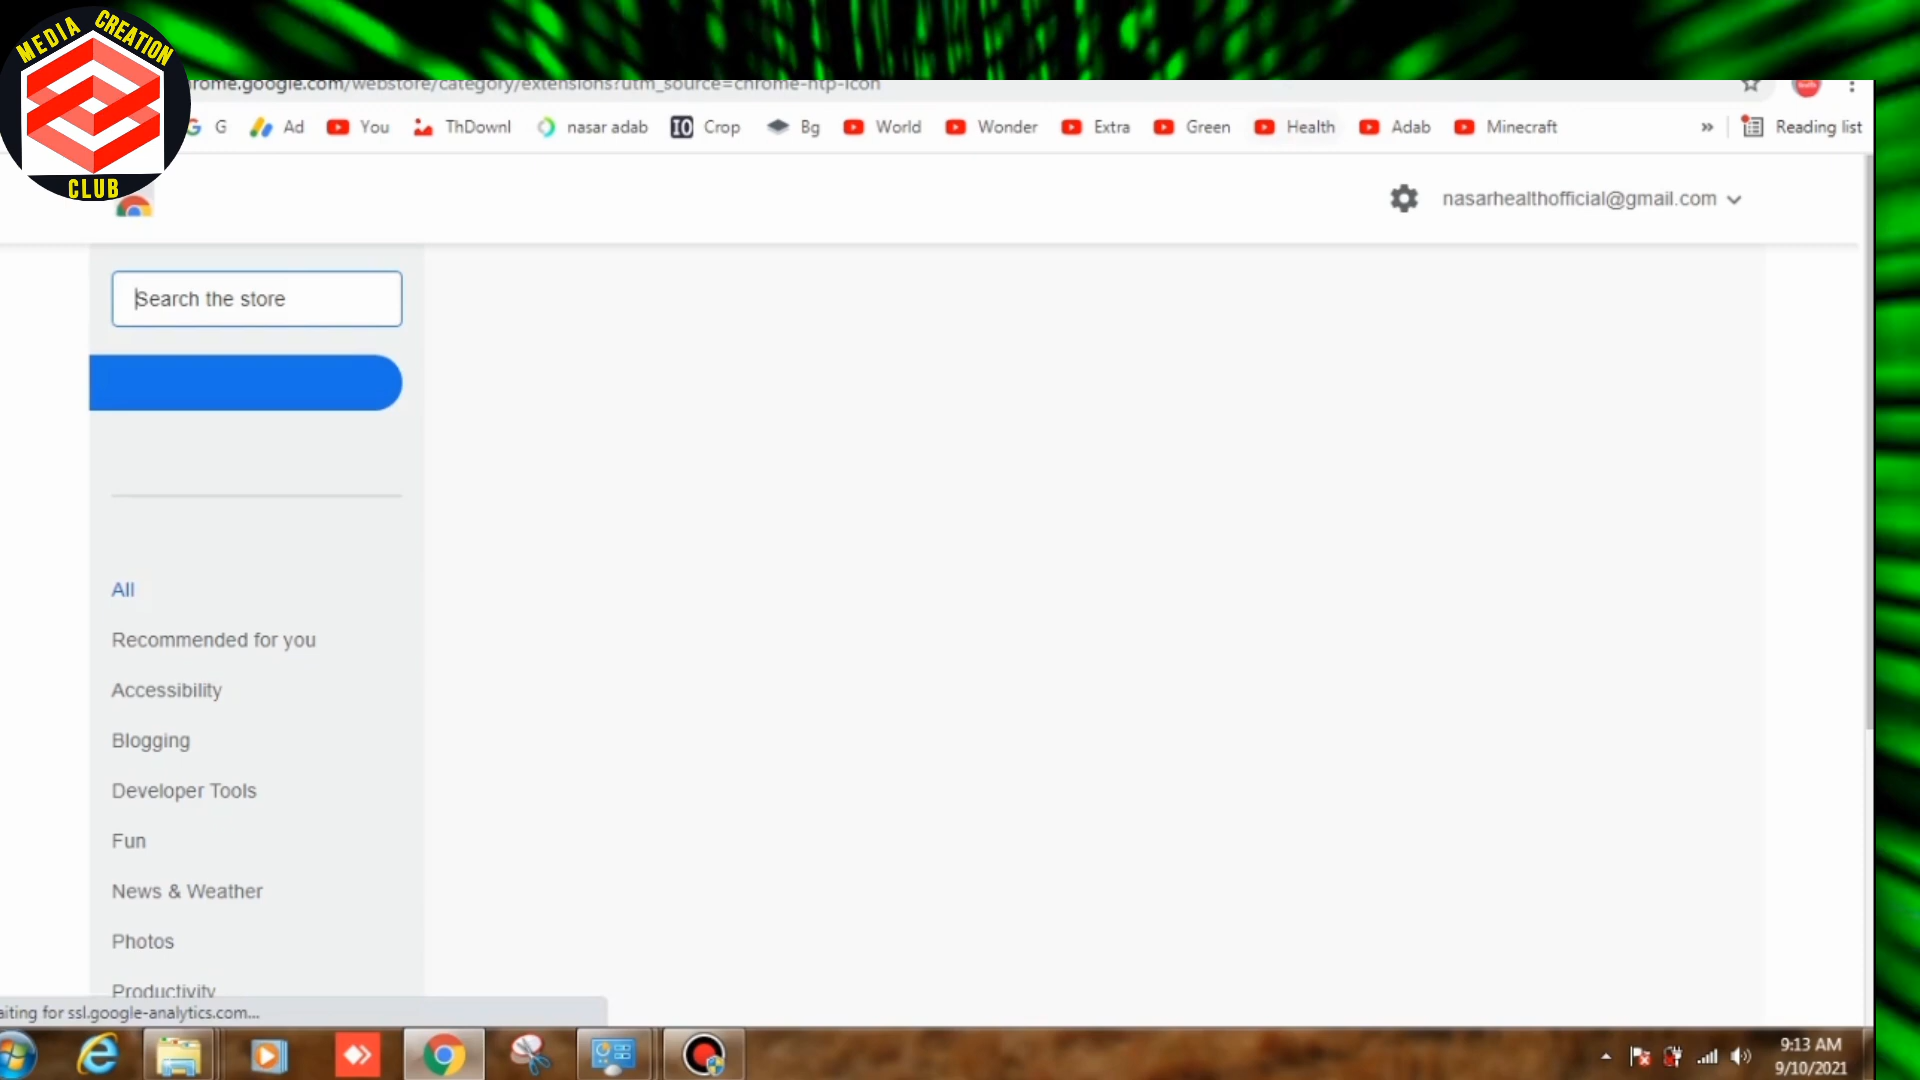 MEDIA CREATION
CLUB
rome.google.com/webstore/category/extensions?utm_source=chrome-ntp-icon
G
Ad
You
ThDownl
nasar adab
IO
Crop
Bg
World
Wonder
Extra
Green
Health
Adab
Minecraft
»
Reading list
nasarhealthofficial@gmail.com
Search the store
All
Recommended for you
Accessibility
Blogging
Developer Tools
Fun
News & Weather
Photos
Productivity
aiting for ssl.google-analytics.com...
9:13 AM
9/10/2021